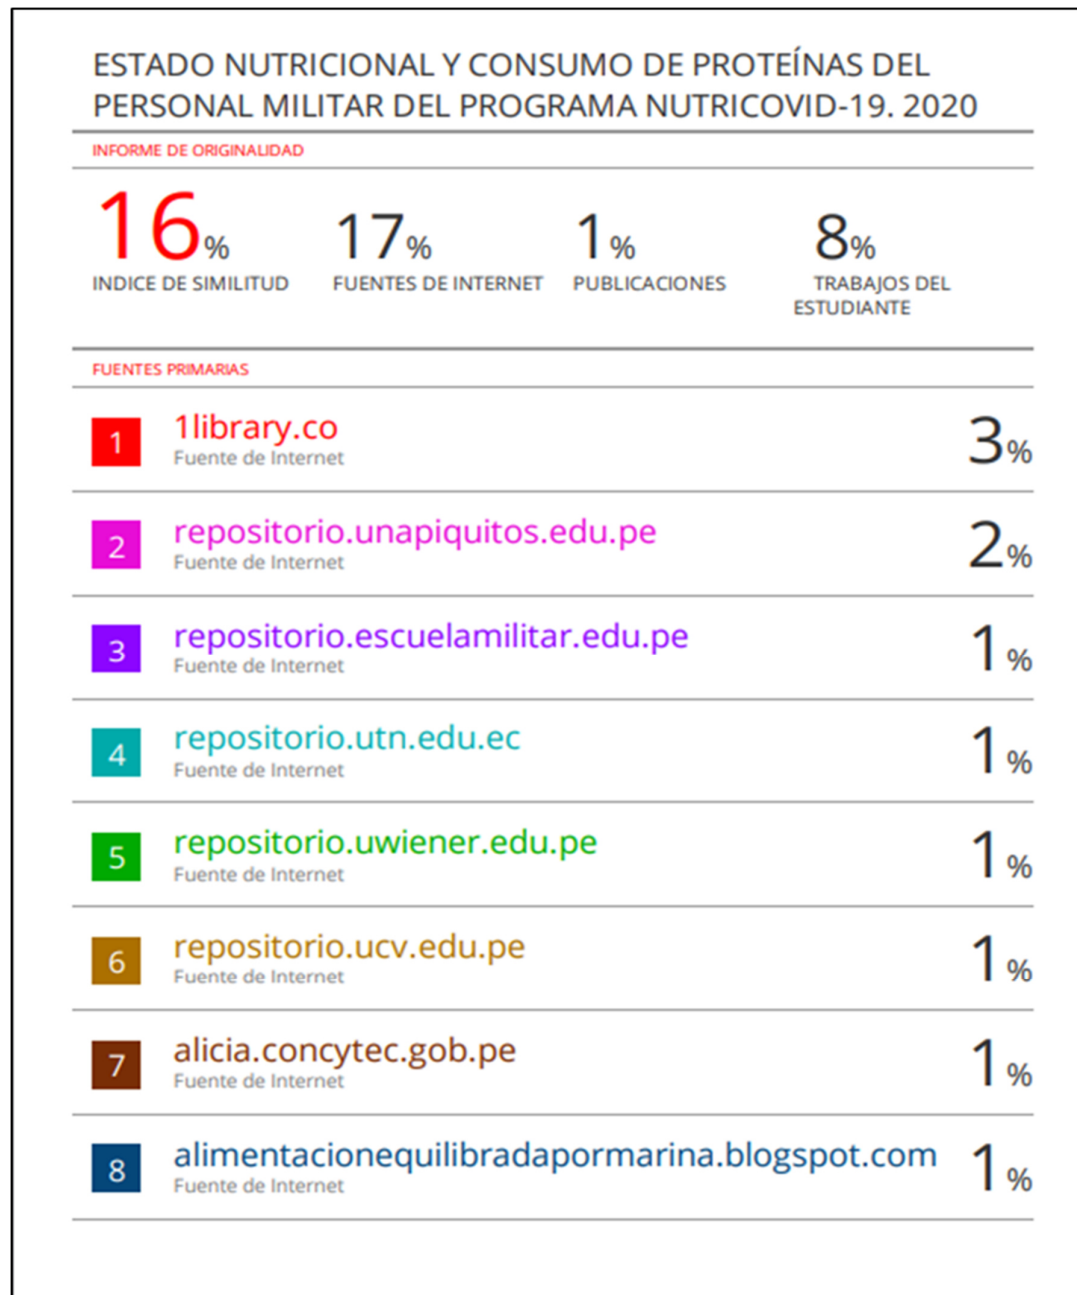 ESTADO NUTRICIONAL Y CONSUMO DE PROTEÍNAS DEL
PERSONAL MILITAR DEL PROGRAMA NUTRICOVID-19. 2020
INFORME DE ORIGINALIDAD
16% 17% 1% 8%
INDICE DE SIMILITUD FUENTES DE INTERNET PUBLICACIONES TRABAJOS DEL
ESTUDIANTE
FUENTES PRIMARIAS
1 1library.co 3%
Fuente de Internet
2 repositorio.unapiquitos.edu.pe 2%
Fuente de Internet
3 repositorio.escuelamilitar.edu.pe 1%
Fuente de Internet
4 repositorio.utn.edu.ec 1%
Fuente de Internet
5 repositorio.uwiener.edu.pe 1%
Fuente de Internet
6 repositorio.ucv.edu.pe 1%
Fuente de Internet
7 alicia.concytec.gob.pe 1%
Fuente de Internet
8 alimentacionequilibradapormarina.blogspot.com 1%
Fuente de Internet